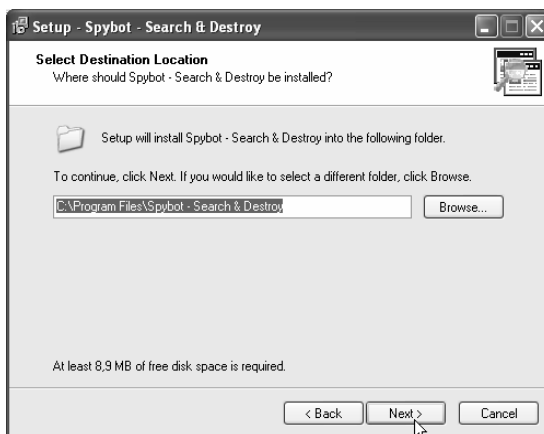 Setup - Spybot - Search & Destroy
Select Destination Location
Where should Spybot - Search & Destroy be installed?
Setup will install Spybot - Search & Destroy into the following folder.
To continue, click Next. If you would like to select a different folder, click Browse.
C:\Program Files\Spybot - Search & Destroy
Browse...
At least 8,9 MB of free disk space is required.
< Back
Next >
Cancel